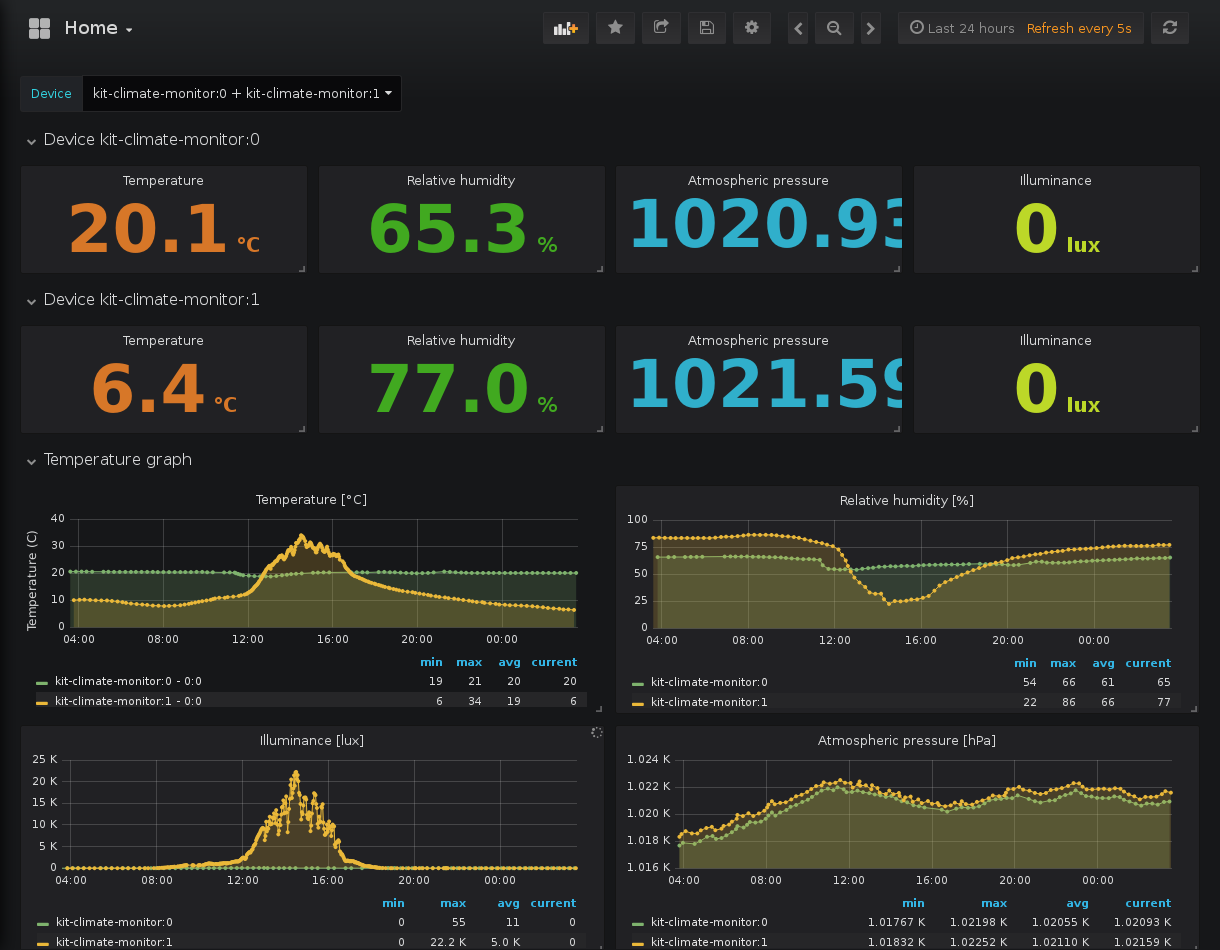 Home
Last 24 hours Refresh every 5s
Device kit-climate-monitor:0 + kit-climate-monitor:1
Device kit-climate-monitor:0
Temperature Relative humidity Atmospheric pressure Illuminance
20.1 °C 65.3 % 1020.93 0 lux
Device kit-climate-monitor:1
Temperature Relative humidity Atmospheric pressure Illuminance
6.4 °C 77.0 % 1021.59 0 lux
Temperature graph
Temperature [°C]
Temperature (C)
40
30
20
10
0
04:00 08:00 12:00 16:00 20:00 00:00
min max avg current
kit-climate-monitor:0 - 0:0 19 21 20 20
kit-climate-monitor:1 - 0:0 6 34 19 6
Relative humidity [%]
100
75
50
25
0
04:00 08:00 12:00 16:00 20:00 00:00
min max avg current
kit-climate-monitor:0 54 66 61 65
kit-climate-monitor:1 22 86 66 77
Illuminance [lux]
25 K
20 K
15 K
10 K
5 K
0
04:00 08:00 12:00 16:00 20:00 00:00
min max avg current
kit-climate-monitor:0 0 55 11 0
kit-climate-monitor:1 0 22.2 K 5.0 K 0
Atmospheric pressure [hPa]
1.024 K
1.022 K
1.020 K
1.018 K
1.016 K
04:00 08:00 12:00 16:00 20:00 00:00
min max avg current
kit-climate-monitor:0 1.01767 K 1.02198 K 1.02055 K 1.02093 K
kit-climate-monitor:1 1.01832 K 1.02252 K 1.02110 K 1.02159 K